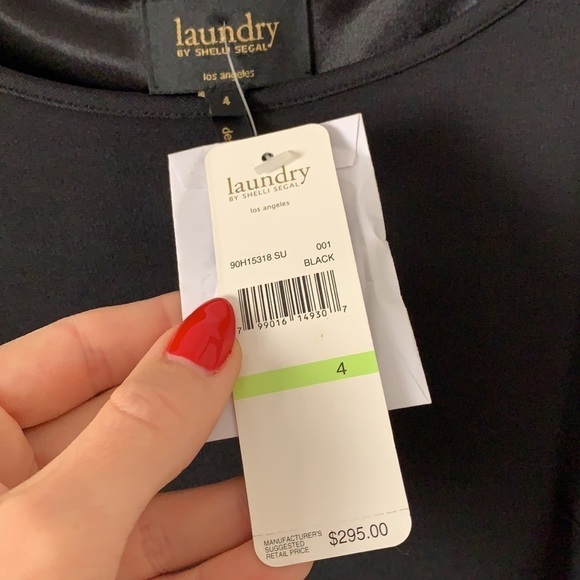 laundry
BY SHELLI SEGAL
los angeles
4
de
laundry
BY SHELLI SEGAL
los angeles
90H15318 SU
001
BLACK
7 99016 14930 7
4
MANUFACTURER'S
SUGGESTED
RETAIL PRICE
$295.00